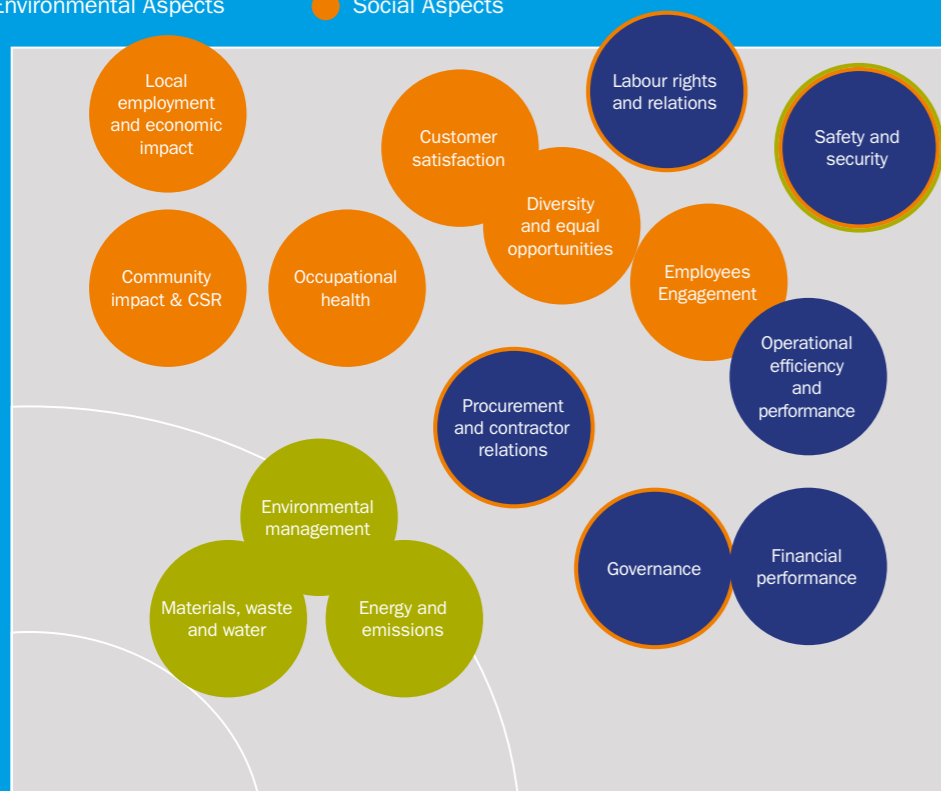 Environmental Aspects
Social Aspects
Local
employment
and economic
impact
Customer
satisfaction
Labour rights
and relations
Safety and
security
Diversity
and equal
opportunities
Community
impact & CSR
Occupational
health
Employees
Engagement
Operational
efficiency
and
performance
Procurement
and contractor
relations
Environmental
management
Materials, waste
and water
Energy and
emissions
Governance
Financial
performance